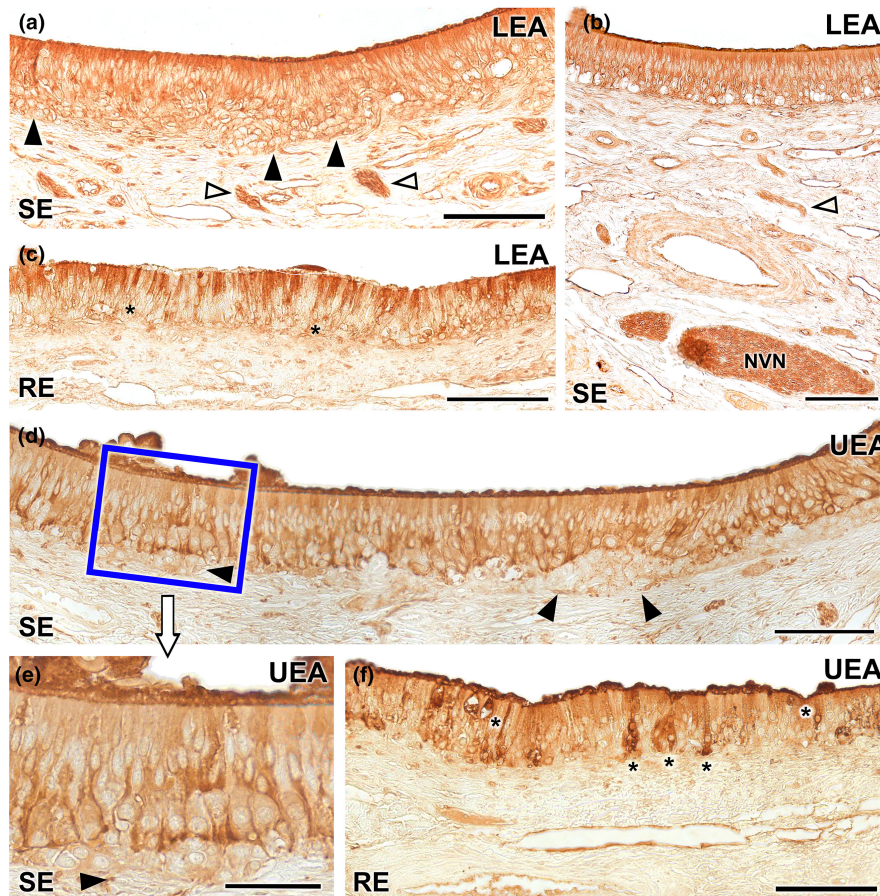 (a)
LEA
SE
(b)
LEA
NVN
SE
(c)
LEA
*
*
RE
(d)
UEA
SE
(e)
UEA
SE
(f)
UEA
*
*
*
*
*
RE